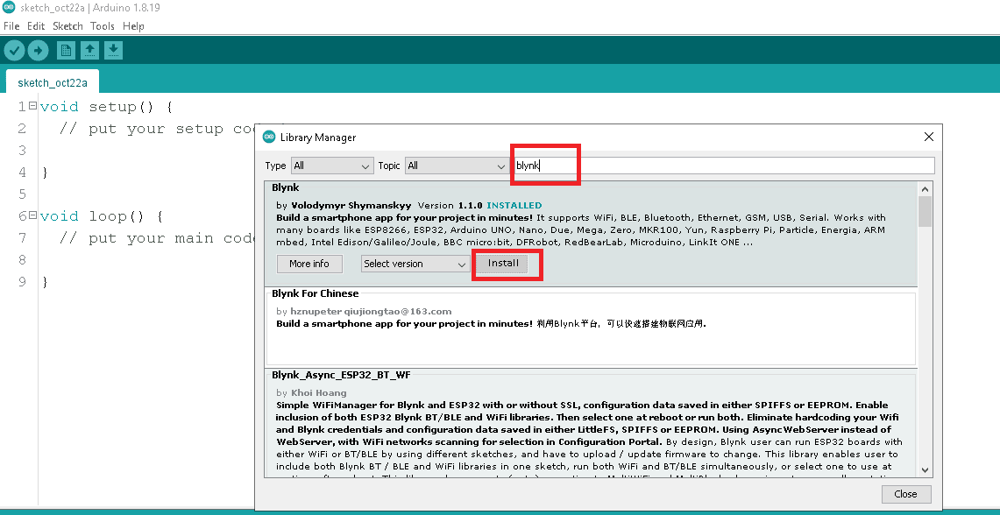 sketch_oct22a | Arduino 1.8.19
File Edit Sketch Tools Help
sketch_oct22a
1 void setup() {
2 // put your setup co
3
4 }
5
6 void loop() {
7 // put your main code
8
9 }
Library Manager
Type All Topic All blynk
Blynk
by Volodymyr Shymanskyy Version 1.1.0 INSTALLED
Build a smartphone app for your project in minutes! It supports WiFi, BLE, Bluetooth, Ethernet, GSM, USB, Serial. Works with
many boards like ESP8266, ESP32, Arduino UNO, Nano, Due, Mega, Zero, MKR100, Yun, Raspberry Pi, Particle, Energia, ARM
mbed, Intel Edison/Galileo/Joule, BBC micro:bit, DFRobot, RedBearLab, Microduino, LinkIt ONE ...
More info Select version Install
Blynk For Chinese
by hznupeter qiujiongtao@163.com
Build a smartphone app for your project in minutes! 利用Blynk平台，可以快速搭建物联网应用.
Blynk_Async_ESP32_BT_WF
by Khoi Hoang
Simple WiFiManager for Blynk and ESP32 with or without SSL, configuration data saved in either SPIFFS or EEPROM. Enable
inclusion of both ESP32 Blynk BT/BLE and WiFi libraries. Then select one at reboot or run both. Eliminate hardcoding your Wifi
and Blynk credentials and configuration data saved in either LittleFS, SPIFFS or EEPROM. Using AsyncWebServer instead of
WebServer, with WiFi networks scanning for selection in Configuration Portal. By design, Blynk user can run ESP32 boards with
either WiFi or BT/BLE by using different sketches, and have to upload / update firmware to change. This library enables user to
include both Blynk BT / BLE and WiFi libraries in one sketch, run both WiFi and BT/BLE simultaneously, or select one to use at
Close